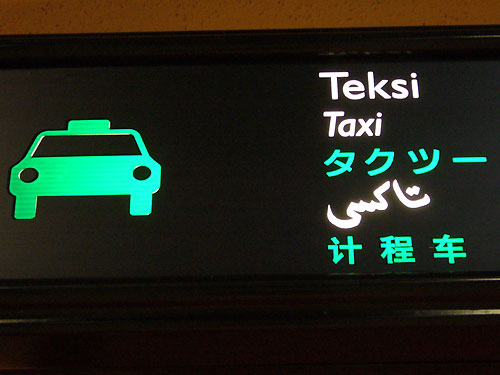 Teksi
Taxi
タクツー
تاكسي
计程车